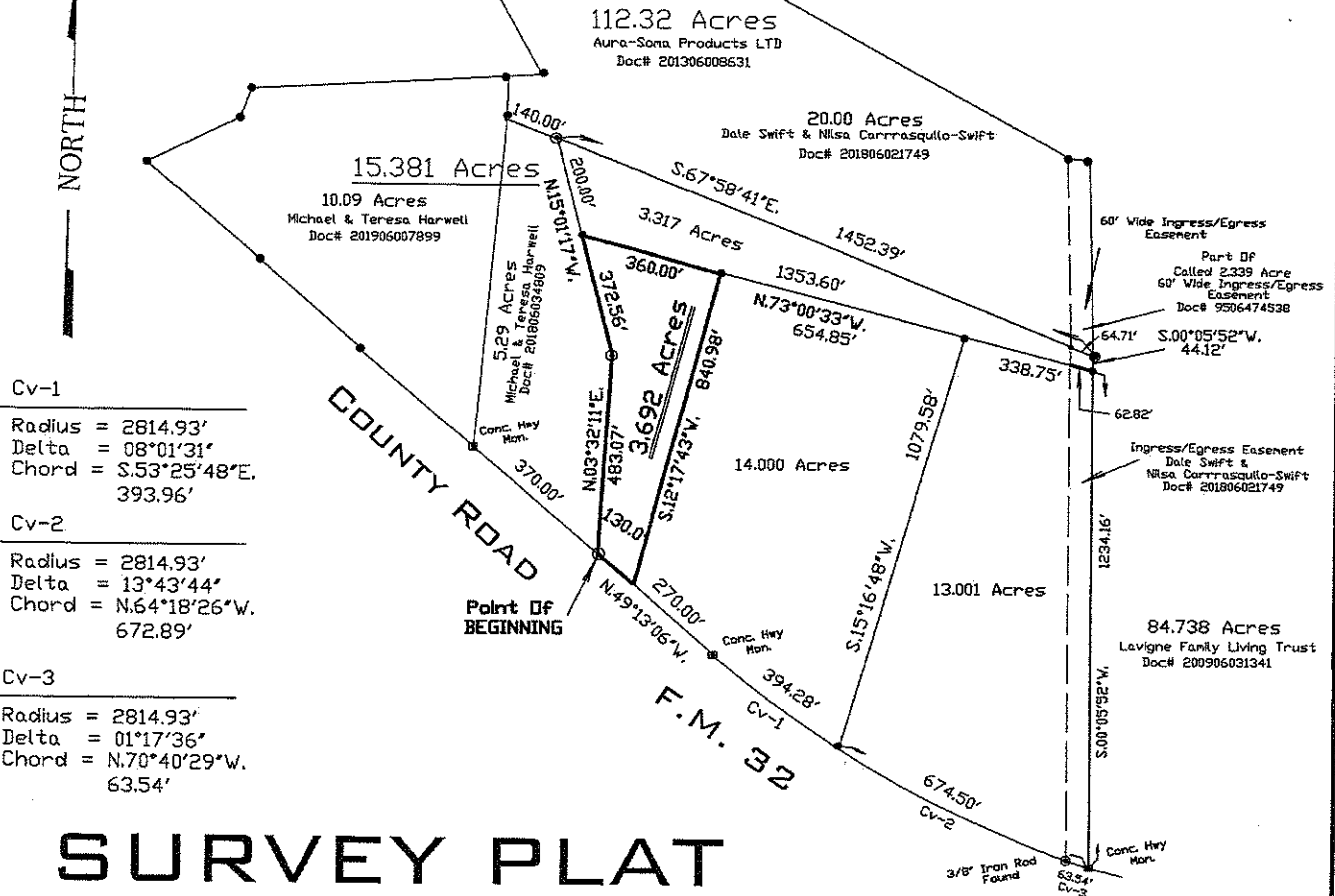 112.32 Acres
Aura-Soma Products LTD
Doc# 201306008631
NORTH
140.00'
20.00 Acres
Dale Swift & Nilsa Carrrasquilo-Swift
Doc# 201806021749
15.381 Acres
10.09 Acres
Michael & Teresa Harwell
Doc# 201906007899
200.00'
N.15°01'17"W.
372.56'
S.67°58'41"E.
1452.39'
3.317 Acres
360.00'
1353.60'
N.73°00'33"W.
654.85'
338.75'
60' Wide Ingress/Egress
Easement
Part Of
Called 2.339 Acre
60' Wide Ingress/Egress
Easement
Doc# 9506474538
64.71'
S.00°05'52"W.
44.12'
62.82'
5.29 Acres
Michael & Teresa Harwell
Doc# 201806034809
3.692 Acres
840.98'
S.12°17'43"W.
N.03°32'11"E.
483.07'
1079.58'
S.15°16'48"W.
14.000 Acres
13.001 Acres
Ingress/Egress Easement
Dale Swift &
Nilsa Carrrasquilo-Swift
Doc# 201806021749
1234.16'
S.00°05'52"W.
84.738 Acres
Lavigne Family Living Trust
Doc# 200906031341
Cv-1
Radius = 2814.93'
Delta = 08°01'31"
Chord = S.53°25'48"E.
393.96'
Cv-2
Radius = 2814.93'
Delta = 13°43'44"
Chord = N.64°18'26"W.
672.89'
Cv-3
Radius = 2814.93'
Delta = 01°17'36"
Chord = N.70°40'29"W.
63.54'
COUNTY ROAD
Conc. Hwy
Mon.
370.00'
130.0'
Point Of
BEGINNING
270.00'
N.49°13'06"W.
Conc. Hwy
Mon.
394.28'
Cv-1
F.M. 32
674.50'
Cv-2
3/8" Iron Rod
Found
63.54'
Cv-3
Conc. Hwy
Mon.
SURVEY PLAT